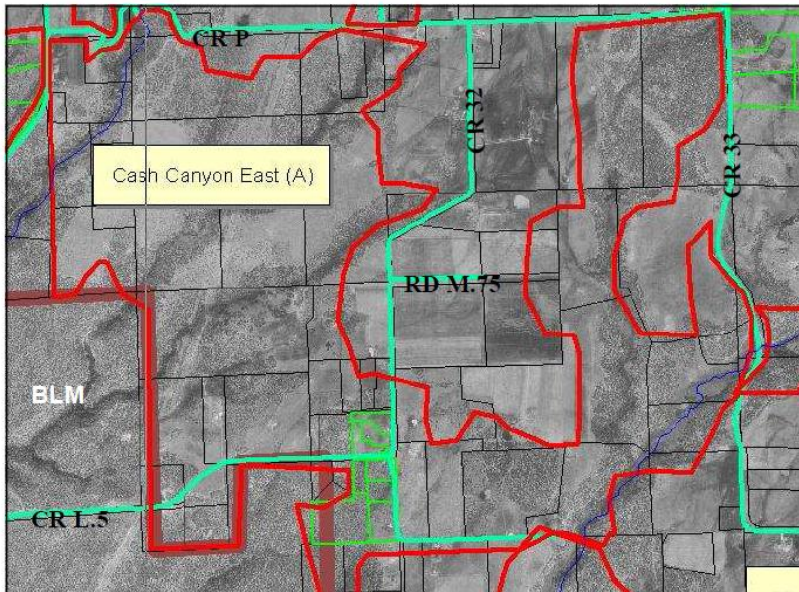 CR P
CR 32
CR 33
Cash Canyon East (A)
RD M.75
BLM
CR L.5